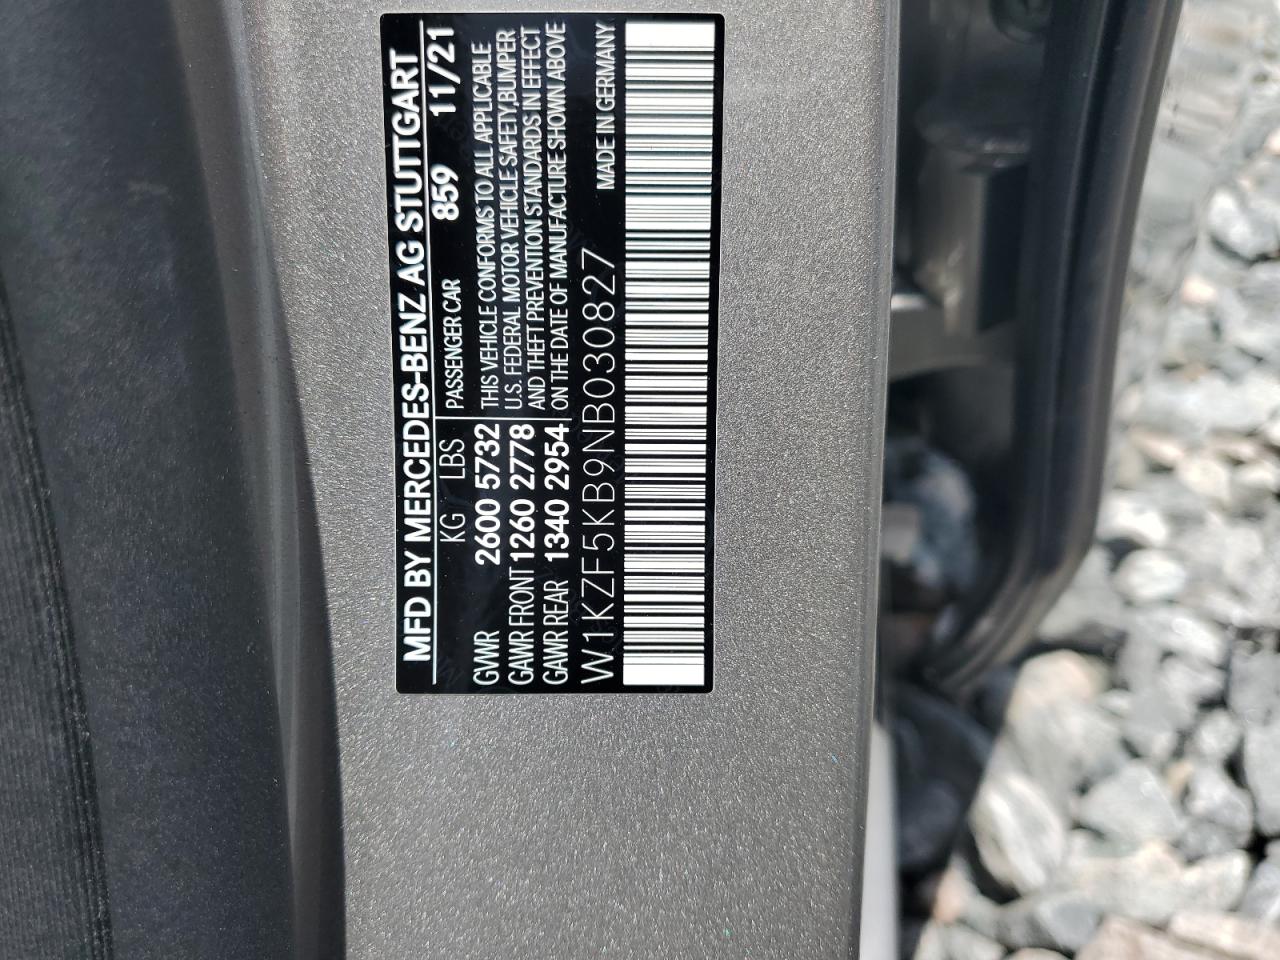 MFD BY MERCEDES-BENZ AG STUTTGART
KG / LBS PASSENGER CAR 859 11/21
GVWR 2600 5732 THIS VEHICLE CONFORMS TO ALL APPLICABLE
GAWR FRONT 1260 2778 U.S. FEDERAL MOTOR VEHICLE SAFETY,BUMPER
GAWR REAR 1340 2954 AND THEFT PREVENTION STANDARDS IN EFFECT
ON THE DATE OF MANUFACTURE SHOWN ABOVE
W1KZF5KB9NB030827 MADE IN GERMANY